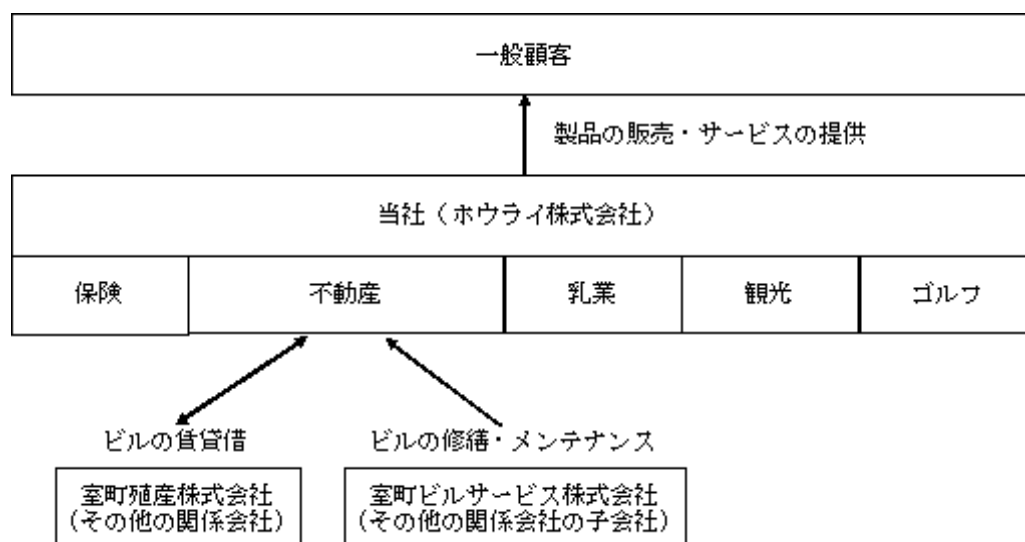 一般顧客
製品の販売・サービスの提供
当社(ホウライ株式会社)
保険
不動産
乳業
観光
ゴルフ
ビルの賃貸借
ビルの修繕・メンテナンス
室町殖産株式会社
(その他の関係会社)
室町ビルサービス株式会社
(その他の関係会社の子会社)